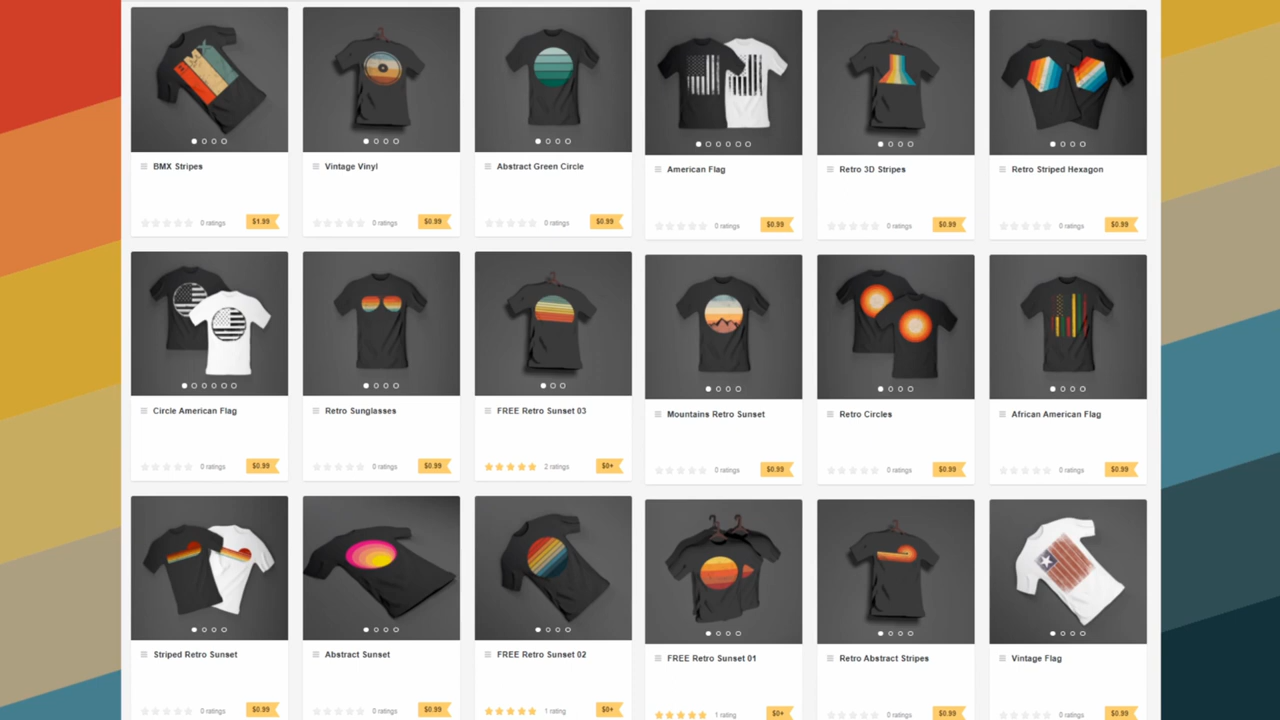 BMX Stripes
0 ratings $1.99
Vintage Vinyl
0 ratings $0.99
Abstract Green Circle
0 ratings $0.99
American Flag
0 ratings $0.99
Retro 3D Stripes
0 ratings $0.99
Retro Striped Hexagon
0 ratings $0.99
Circle American Flag
0 ratings $0.99
Retro Sunglasses
0 ratings $0.99
FREE Retro Sunset 03
2 ratings $0+
Mountains Retro Sunset
0 ratings $0.99
Retro Circles
0 ratings $0.99
African American Flag
0 ratings $0.99
Striped Retro Sunset
0 ratings $0.99
Abstract Sunset
0 ratings $0.99
FREE Retro Sunset 02
1 rating $0+
FREE Retro Sunset 01
1 rating $0+
Retro Abstract Stripes
0 ratings $0.99
Vintage Flag
0 ratings $0.99